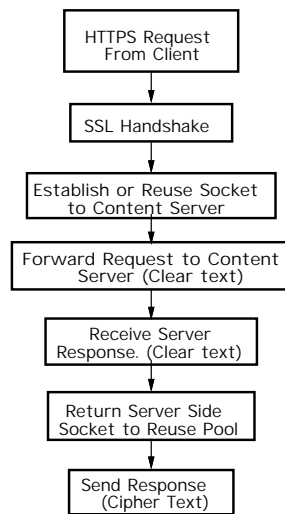 HTTPS Request
From Client
SSL Handshake
Establish or Reuse Socket
to Content Server
Forward Request to Content
Server (Clear text)
Receive Server
Response. (Clear text)
Return Server Side
Socket to Reuse Pool
Send Response
(Cipher Text)